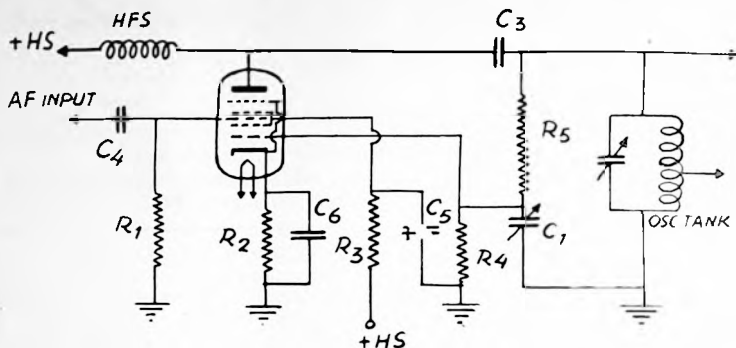 HFS
C3
+HS
AF INPUT
C4
R5
C6
C5
R1
R2
R3
+ =
R4
C1
OSC TANK
+HS